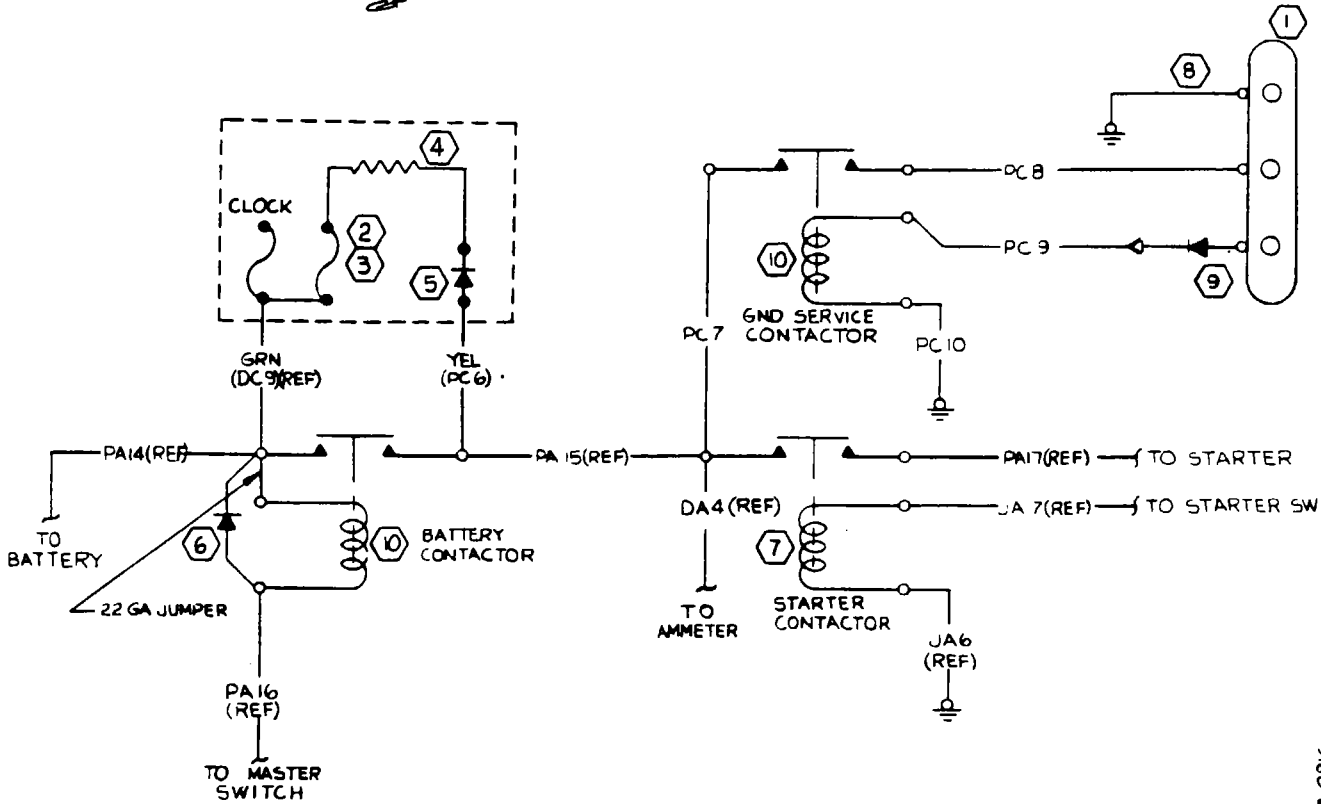 1
8
4
CLOCK
2
3
5
PC8
10
PC9
9
GND SERVICE
CONTACTOR
PC7
PC10
GRN
(DC9)(REF)
YEL
(PC6)
PA14(REF)
PA15(REF)
PA17(REF)
TO STARTER
DA4(REF)
JA7(REF)
TO STARTER SW
TO
BATTERY
6
10
BATTERY
CONTACTOR
7
22 GA JUMPER
TO
AMMETER
STARTER
CONTACTOR
JA6
(REF)
PA16
(REF)
TO MASTER
SWITCH